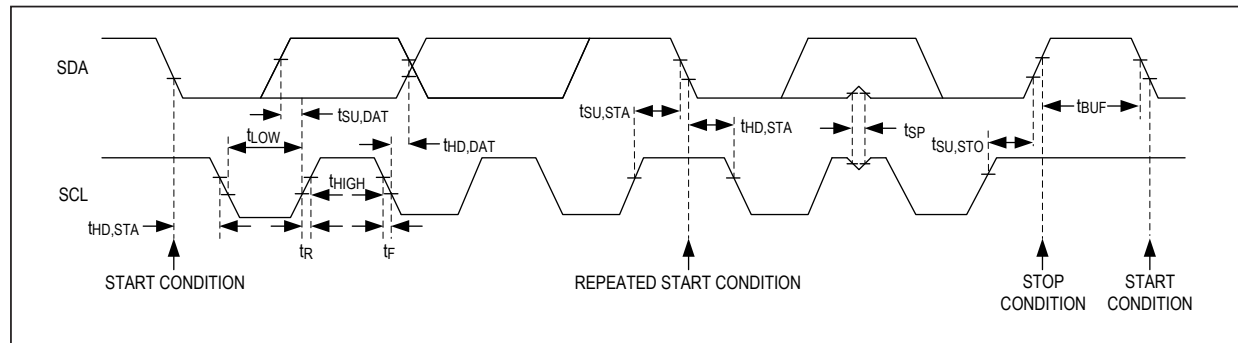 SDA
tSU,DAT
tSU,STA
tHD,STA
tSP
tBUF
tLOW
tHD,DAT
tSU,STO
SCL
tHIGH
tHD,STA
tR
tF
START CONDITION
REPEATED START CONDITION
STOP
CONDITION
START
CONDITION